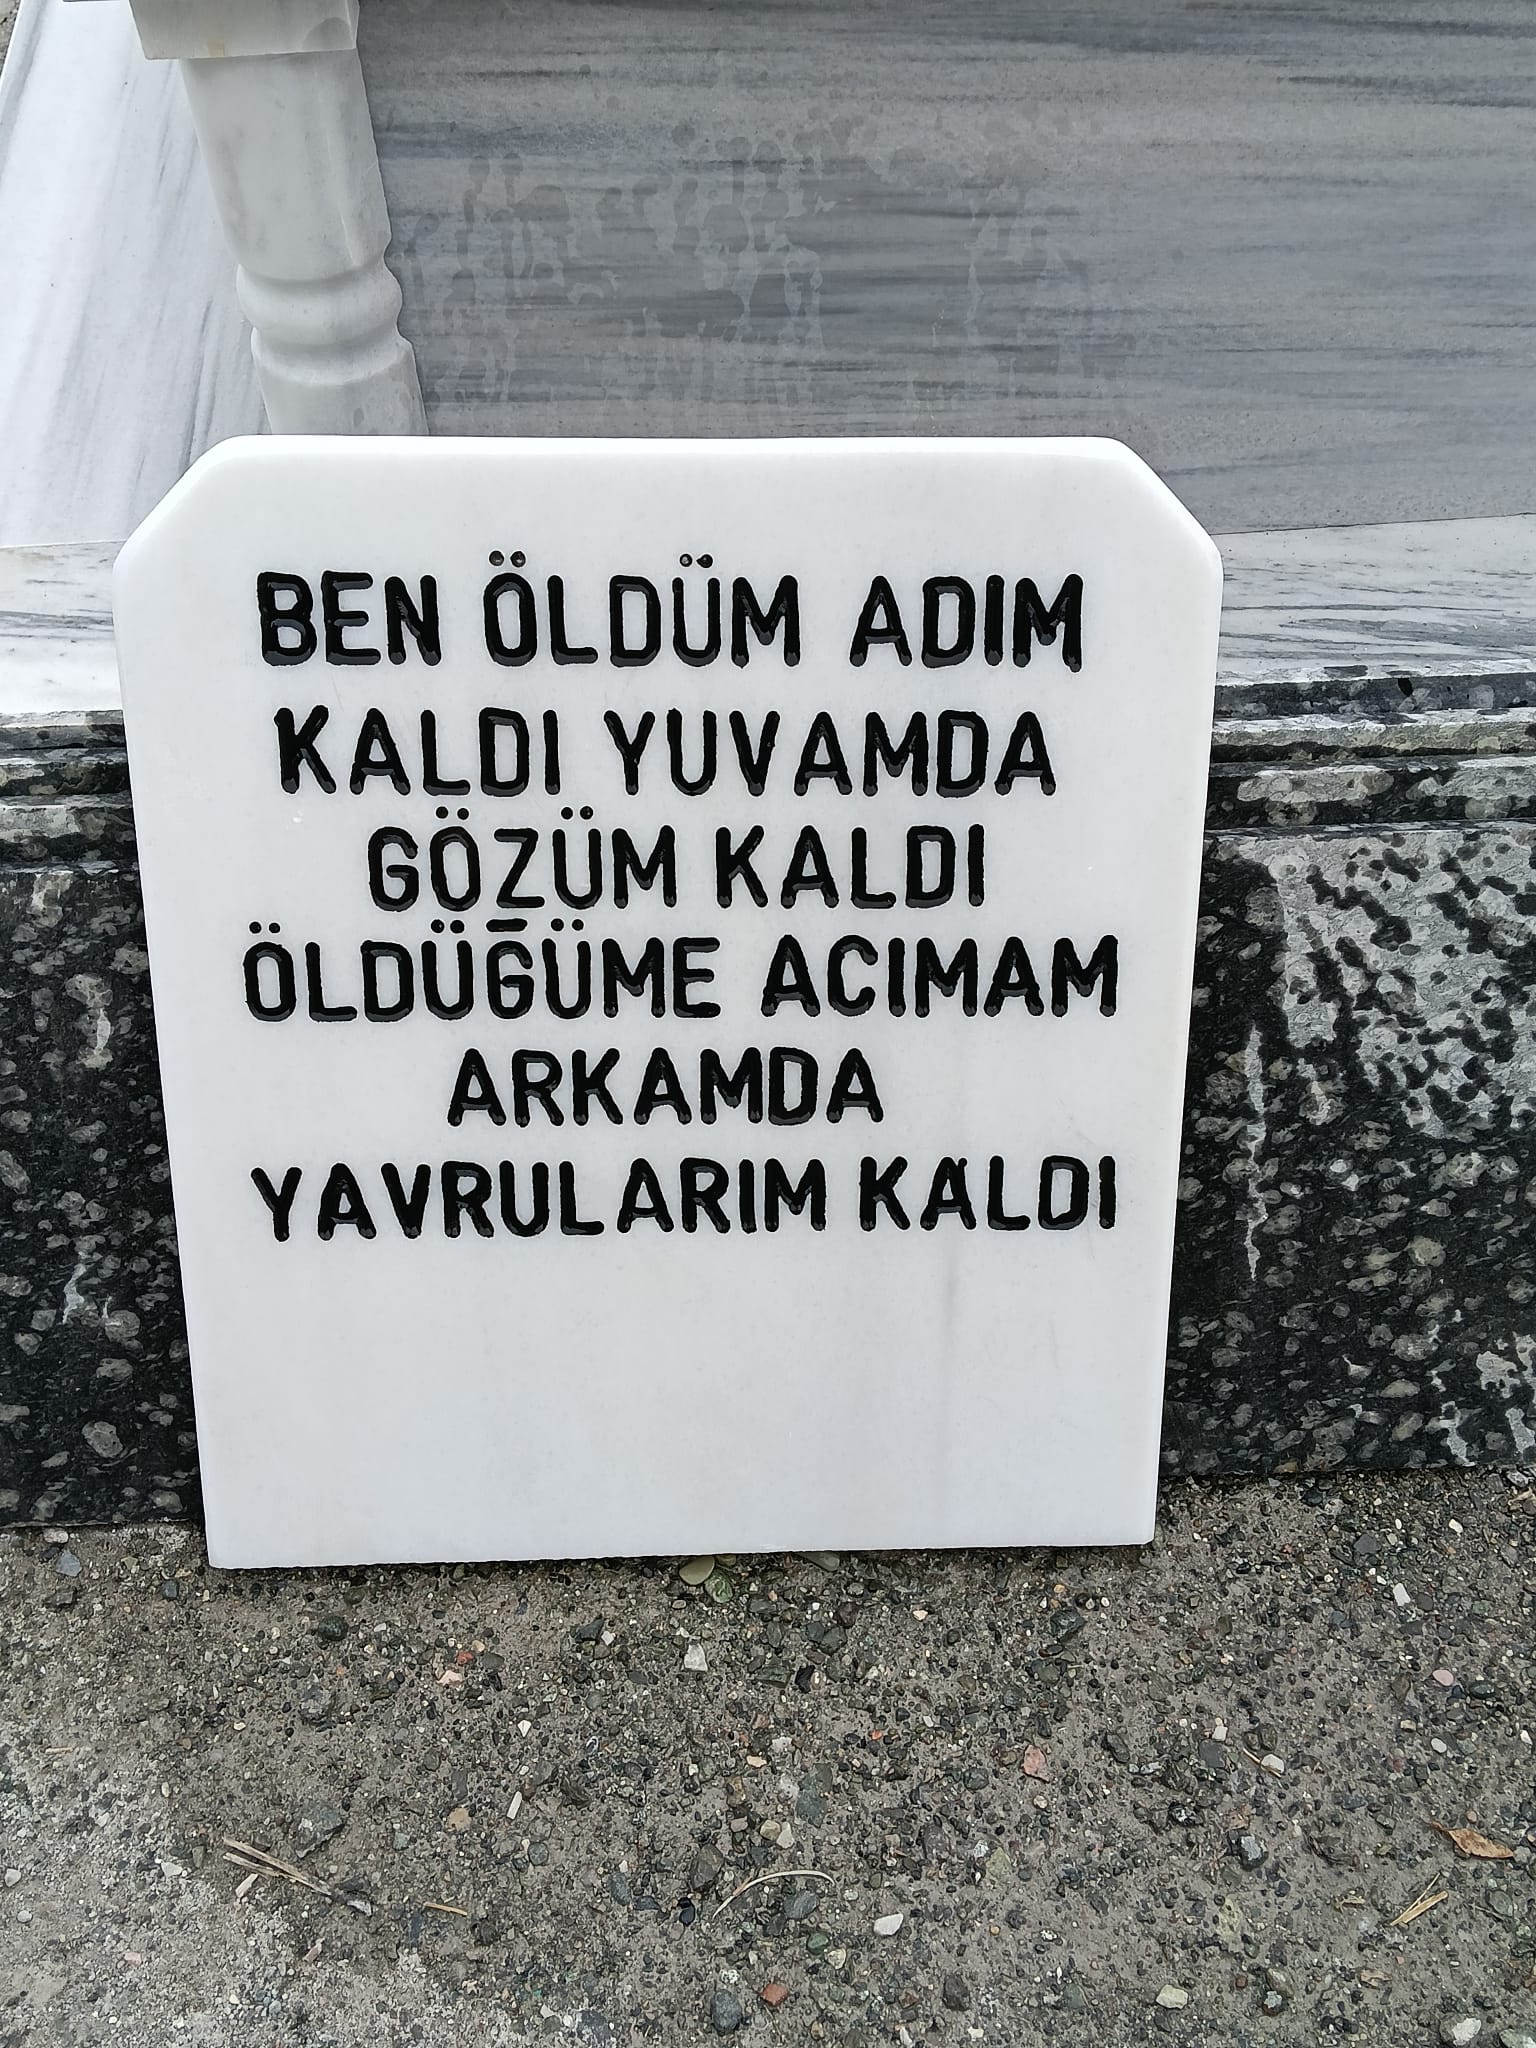 BEN ÖLDÜM ADIM
KALDI YUVAMDA
GÖZÜM KALDI
ÖLDÜĞÜME ACIMAM
ARKAMDA
YAVRULARIM KALDI